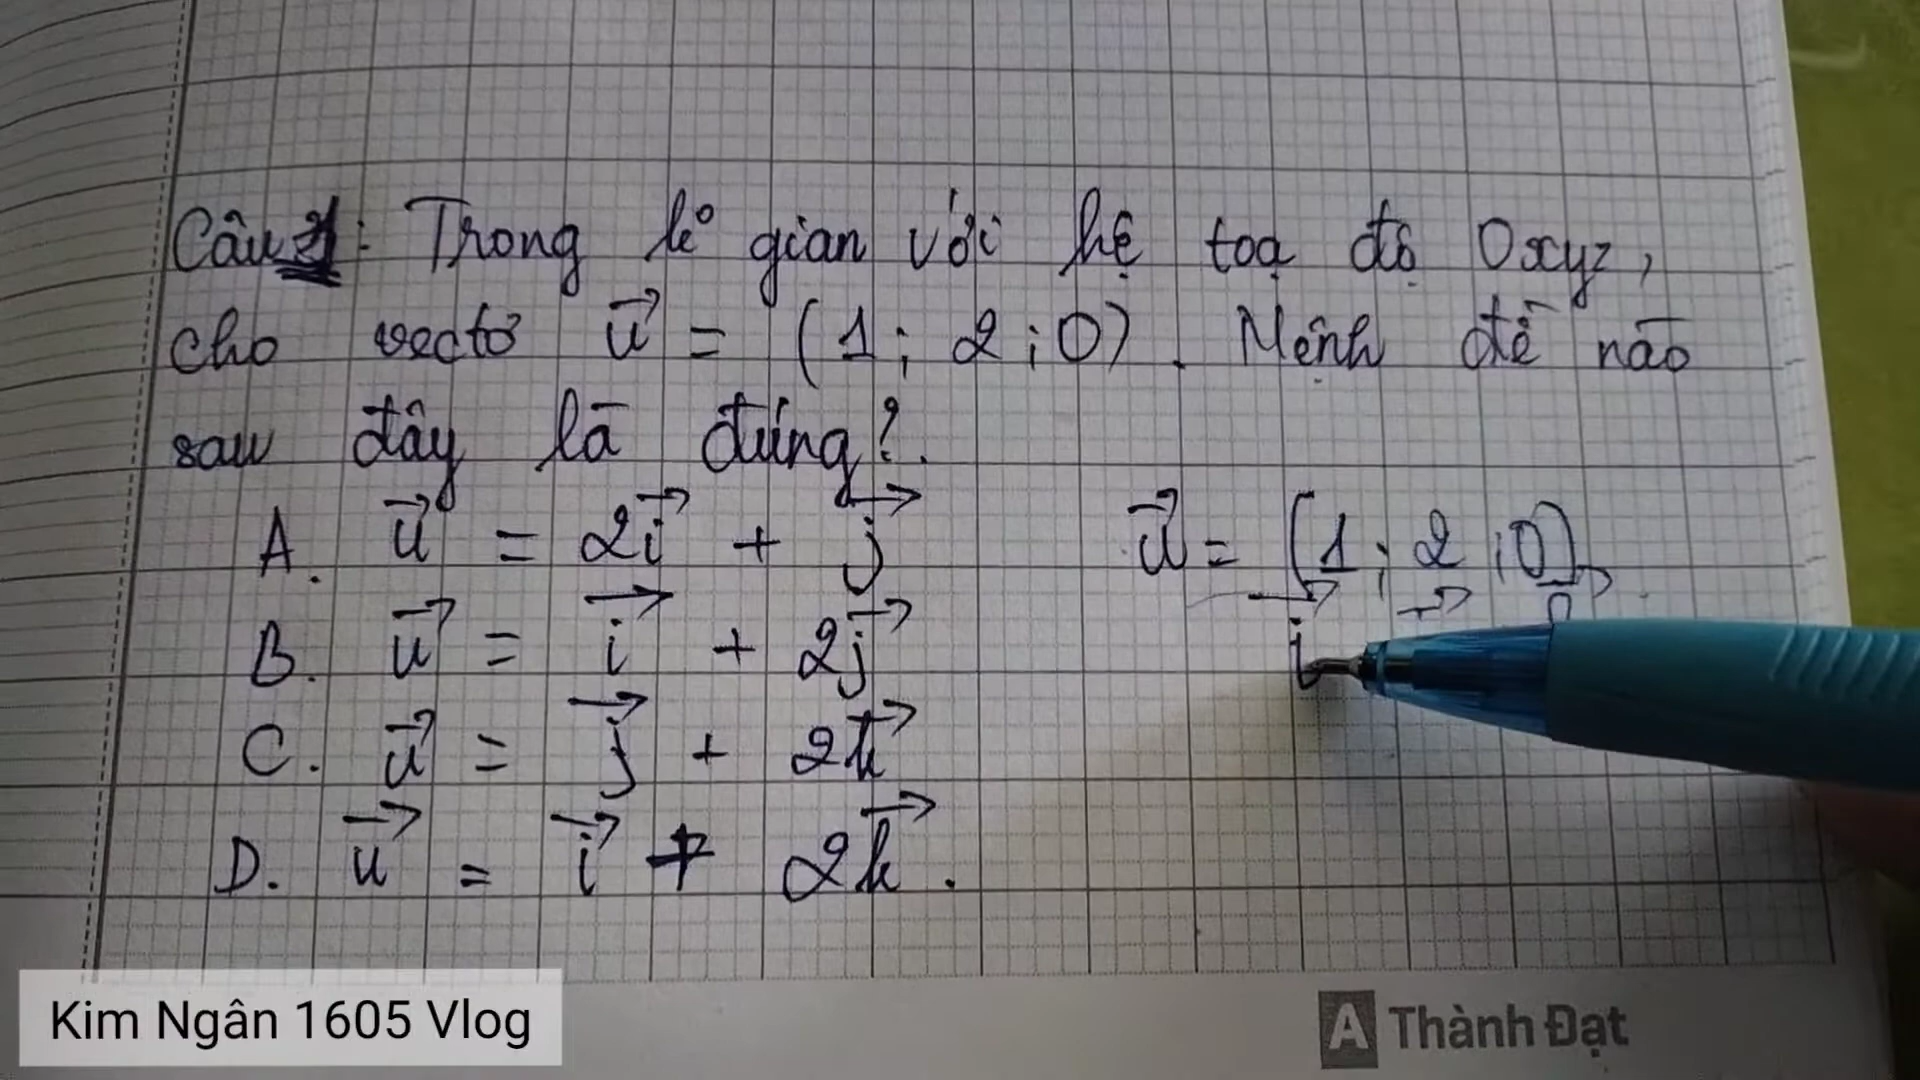 Câu 1: Trong k° gian với hệ toạ độ Oxyz,
cho vectơ u⃗ = (1; 2; 0). Mệnh đề nào
sau đây là đúng?.
A. u⃗ = 2i⃗ + j⃗
u⃗ = (1; 2; 0).
B. u⃗ = i⃗ + 2j⃗
i⃗
C. u⃗ = j⃗ + 2k⃗
D. u⃗ = i⃗ + 2k⃗.
Kim Ngân 1605 Vlog
A Thành Đạt